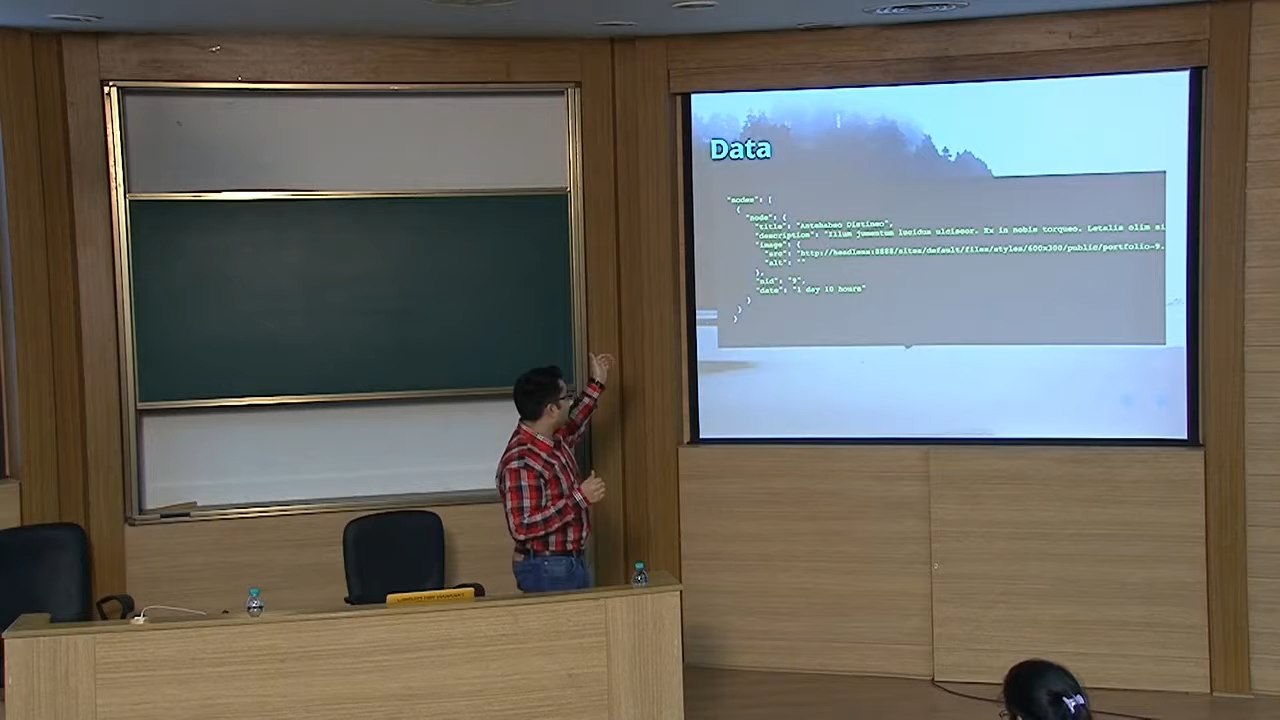 Data
"nodes": [
{
"node": {
"title": "Antehabeo Distineo",
"description": "Illum jumentum lucidus ulciscor. Ex in nobis torqueo. Letalis olim si
"image": {
"src": "http://headless:8888/sites/default/files/styles/600x300/public/portfolio-9.
"alt": ""
},
"nid": "9",
"date": "1 day 10 hours"
}
}
}